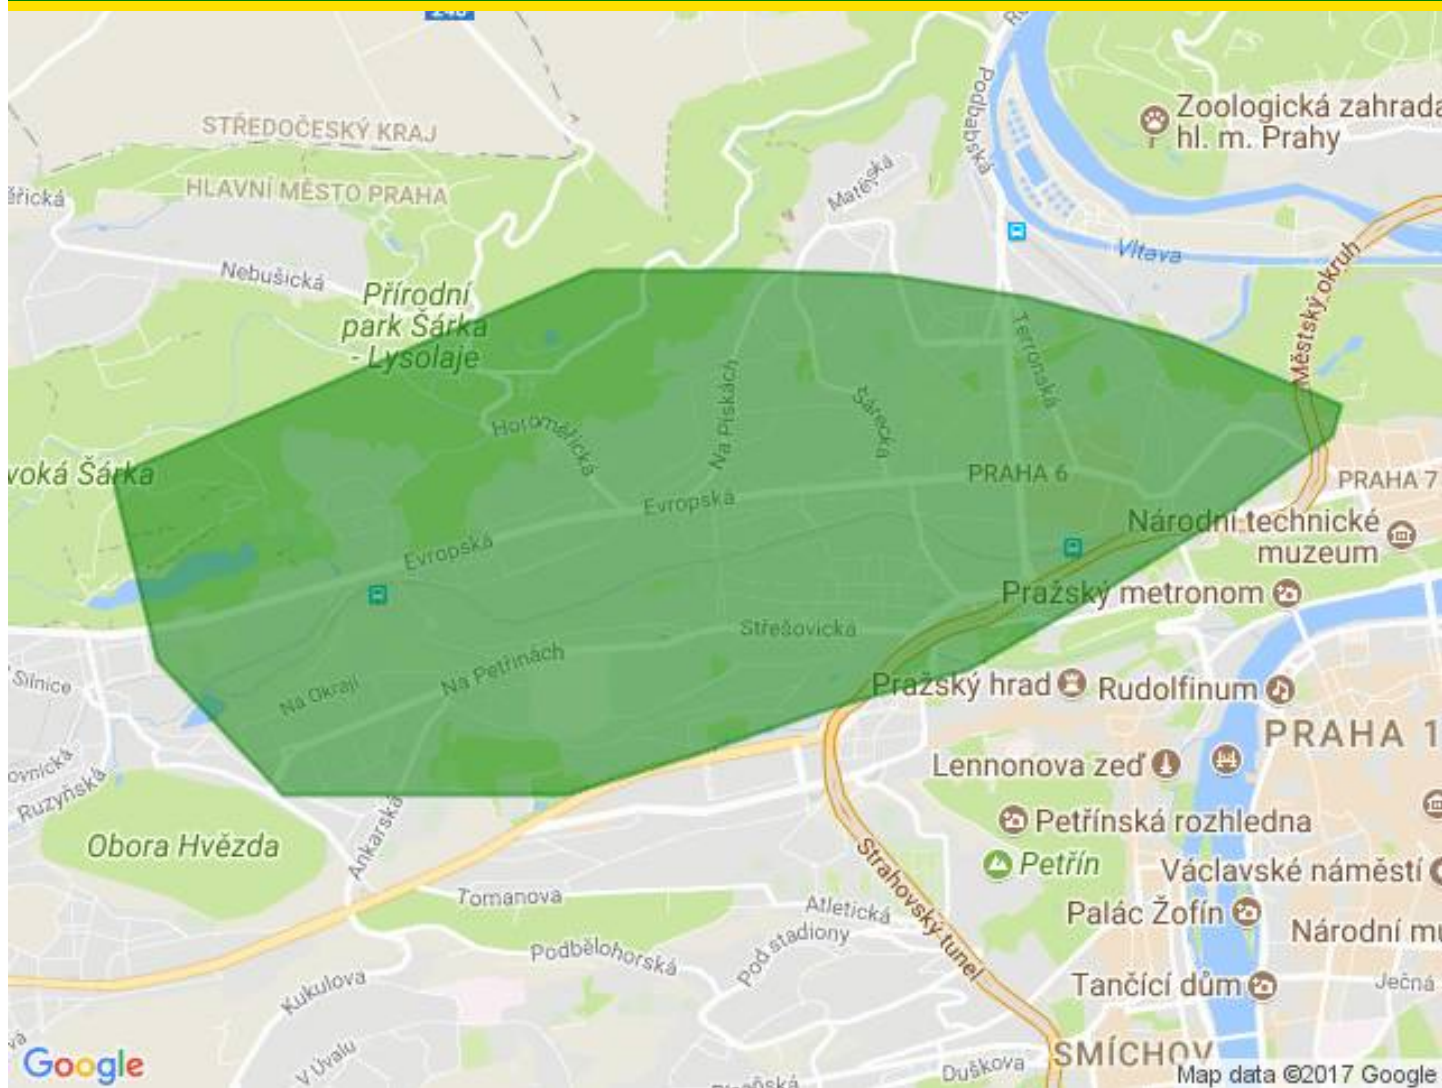 Zoologická zahrada
hl. m. Prahy
Podbabská
STŘEDOČESKÝ KRAJ
HLAVNÍ MĚSTO PRAHA
ěřická
Matějská
Vltava
Městský okruh
Nebušická
Přírodní
park Šárka
- Lysolaje
Terronská
Na Pískách
Šárecká
Horoměřická
voká Šárka
PRAHA 6
PRAHA 7
Evropská
Evropská
Národní technické
muzeum
Pražský metronom
Střešovická
Na Petřinách
Silnice
Na Okraji
Pražský hrad
Rudolfinum
PRAHA 1
ovnická
Ruzyňská
Lennonova zeď
Petřínská rozhledna
Obora Hvězda
Ankarská
Petřín
Václavské náměstí
Strahovský tunel
Tomanova
Atletická
Palác Žofín
Národní mu
Pod stadiony
Podbělohorská
Kukulova
Tančící dům
Ječná
V Úvalu
SMÍCHOV
Duškova
Google
Map data ©2017 Google